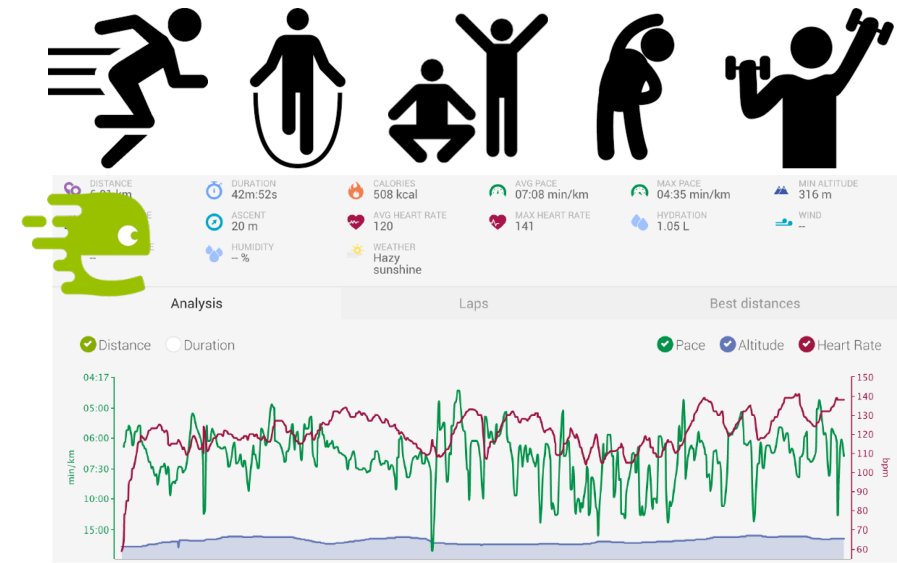 DISTANCE
DURATION
CALORIES
AVG PACE
MAX PACE
MIN ALTITUDE
42m:52s
508 kcal
07:08 min/km
04:35 min/km
316 m
ASCENT
AVG HEART RATE
MAX HEART RATE
HYDRATION
WIND
20 m
120
141
1.05 L
--
HUMIDITY
WEATHER
--
-- %
Hazy
sunshine
Analysis
Laps
Best distances
Distance
Duration
Pace
Altitude
Heart Rate
04:17
05:00
06:00
07:30
10:00
15:00
min/km
150
140
130
120
110
100
90
80
70
60
bpm